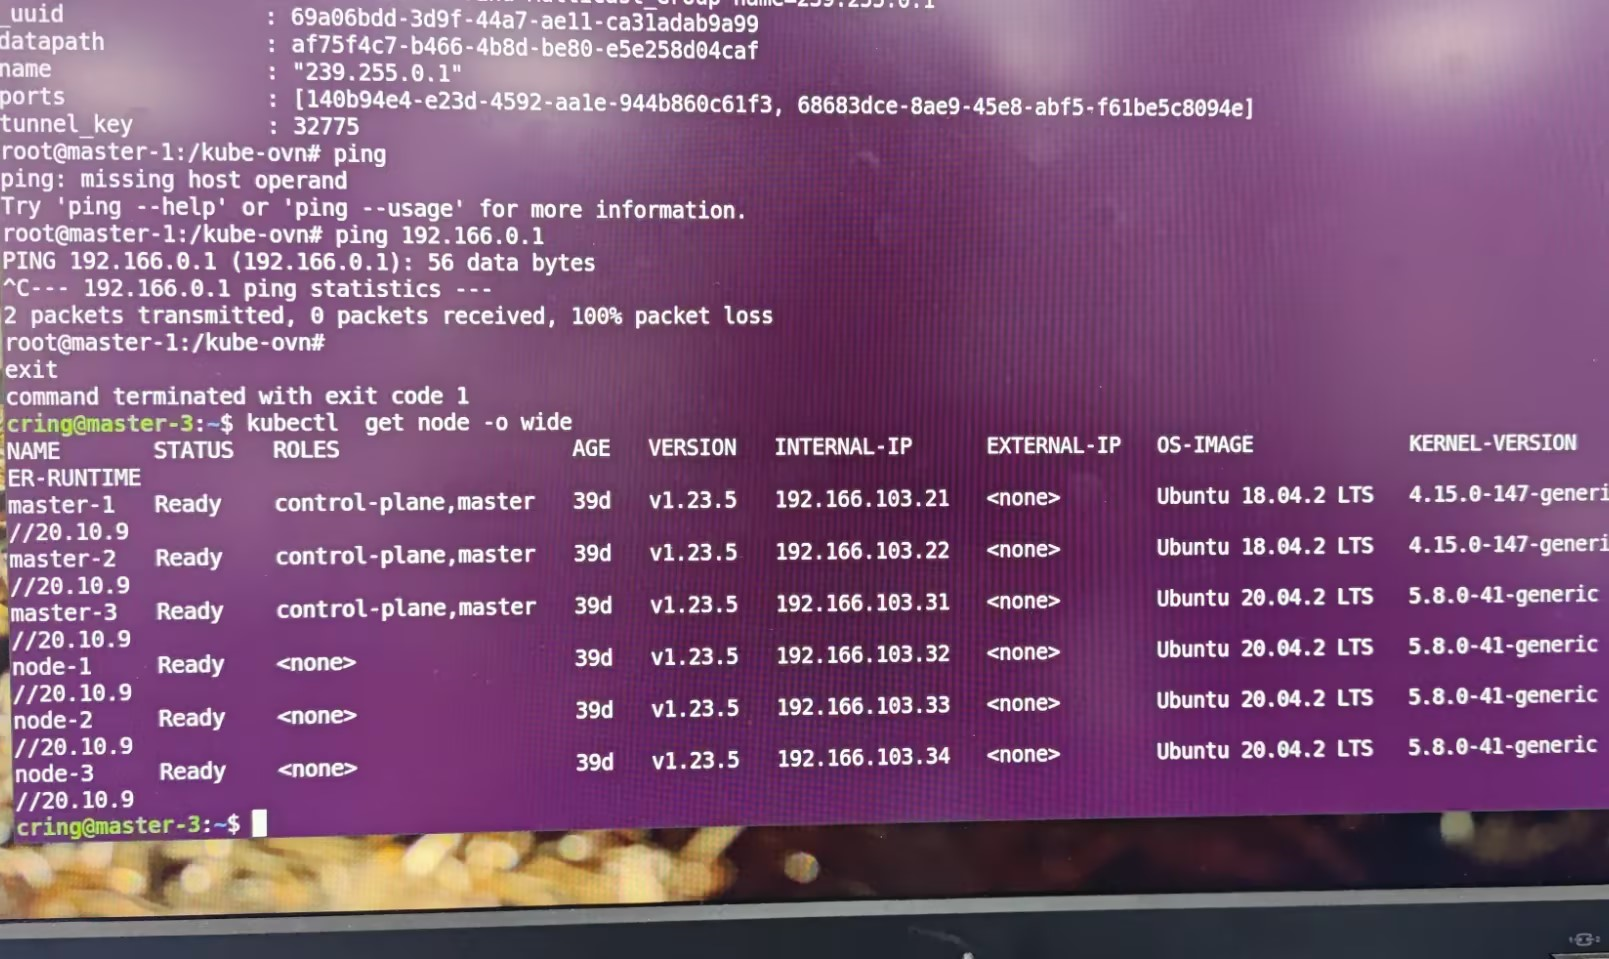 _uuid : 69a06bdd-3d9f-44a7-ae11-ca31adab9a99
datapath : af75f4c7-b466-4b8d-be80-e5e258d04caf
name : "239.255.0.1"
ports : [140b94e4-e23d-4592-aa1e-944b860c61f3, 68683dce-8ae9-45e8-abf5-f61be5c8094e]
tunnel_key : 32775
root@master-1:/kube-ovn# ping
ping: missing host operand
Try 'ping --help' or 'ping --usage' for more information.
root@master-1:/kube-ovn# ping 192.166.0.1
PING 192.166.0.1 (192.166.0.1): 56 data bytes
^C--- 192.166.0.1 ping statistics ---
2 packets transmitted, 0 packets received, 100% packet loss
root@master-1:/kube-ovn#
exit
command terminated with exit code 1
cring@master-3:~$ kubectl  get node -o wide
NAME STATUS ROLES AGE VERSION INTERNAL-IP EXTERNAL-IP OS-IMAGE KERNEL-VERSION
ER-RUNTIME
master-1 Ready control-plane,master 39d v1.23.5 192.166.103.21 <none> Ubuntu 18.04.2 LTS 4.15.0-147-generi
//20.10.9
master-2 Ready control-plane,master 39d v1.23.5 192.166.103.22 <none> Ubuntu 18.04.2 LTS 4.15.0-147-generi
//20.10.9
master-3 Ready control-plane,master 39d v1.23.5 192.166.103.31 <none> Ubuntu 20.04.2 LTS 5.8.0-41-generic
//20.10.9
node-1 Ready <none> 39d v1.23.5 192.166.103.32 <none> Ubuntu 20.04.2 LTS 5.8.0-41-generic
//20.10.9
node-2 Ready <none> 39d v1.23.5 192.166.103.33 <none> Ubuntu 20.04.2 LTS 5.8.0-41-generic
//20.10.9
node-3 Ready <none> 39d v1.23.5 192.166.103.34 <none> Ubuntu 20.04.2 LTS 5.8.0-41-generic
//20.10.9
cring@master-3:~$